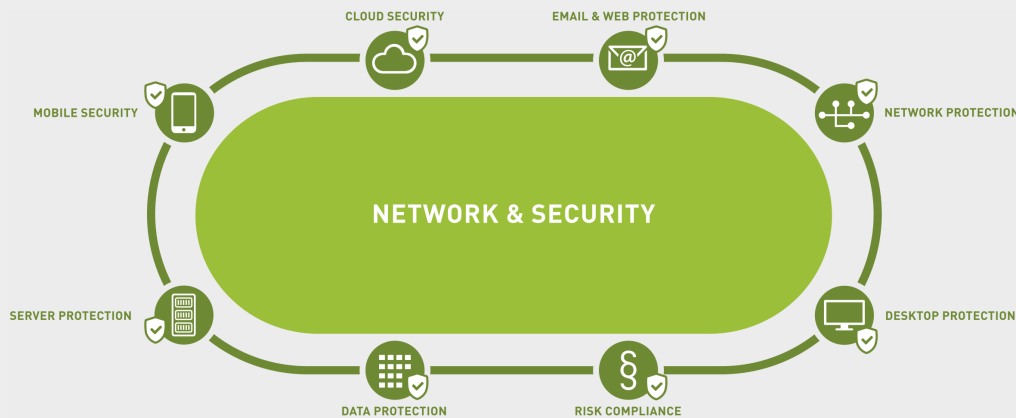 CLOUD SECURITY
EMAIL & WEB PROTECTION
MOBILE SECURITY
NETWORK PROTECTION
@
NETWORK & SECURITY
SERVER PROTECTION
DESKTOP PROTECTION
§
DATA PROTECTION
RISK COMPLIANCE